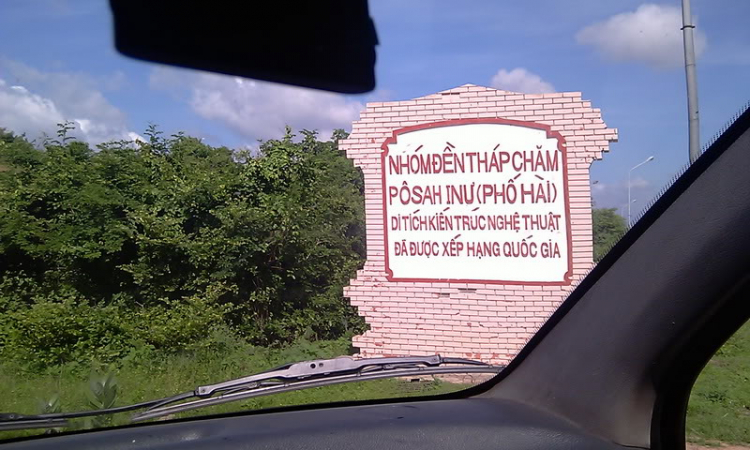 NHÓM ĐỀN THÁP CHĂM
PÔSAH INƯ (PHỐ HÀI)
DI TÍCH KIẾN TRÚC NGHỆ THUẬT
ĐÃ ĐƯỢC XẾP HẠNG QUỐC GIA